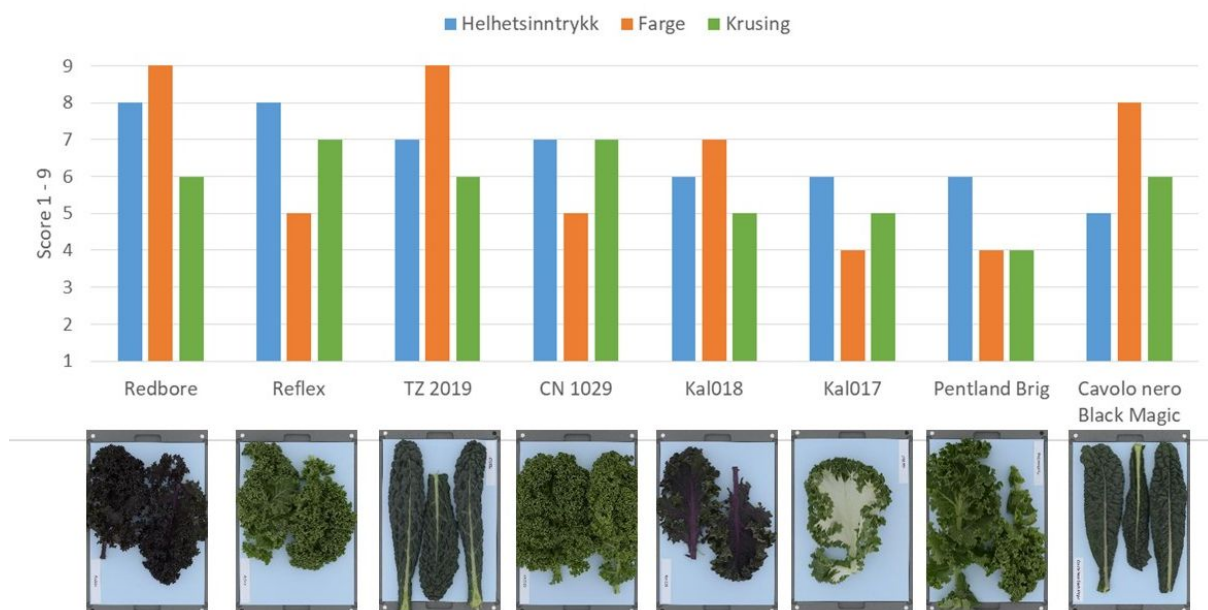 Helhetsinntrykk Farge Krusing
9
8
7
6
5
4
3
2
1
Score 1 - 9
Redbore Reflex TZ 2019 CN 1029 Kal018 Kal017 Pentland Brig Cavolo nero
Black Magic